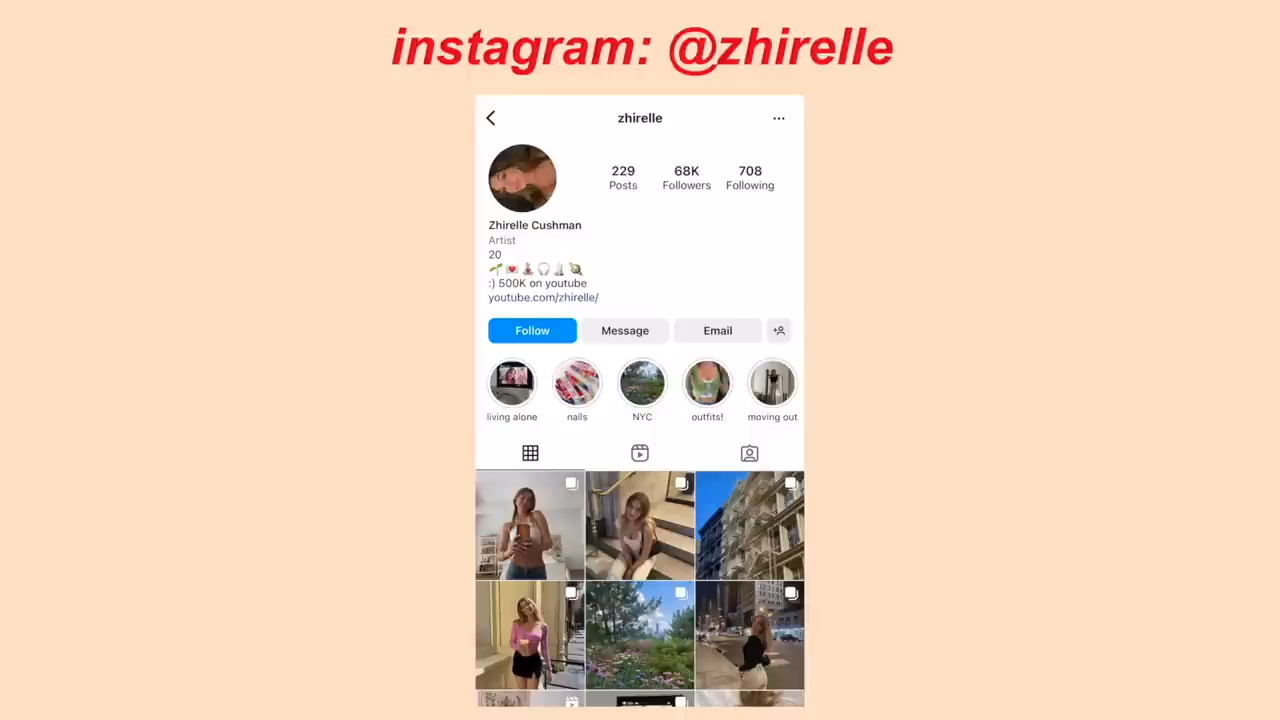 instagram: @zhirelle
zhirelle
229 68K 708
Posts Followers Following
Zhirelle Cushman
Artist
20
:) 500K on youtube
youtube.com/zhirelle/
Follow Message Email
living alone nails NYC outfits! moving out